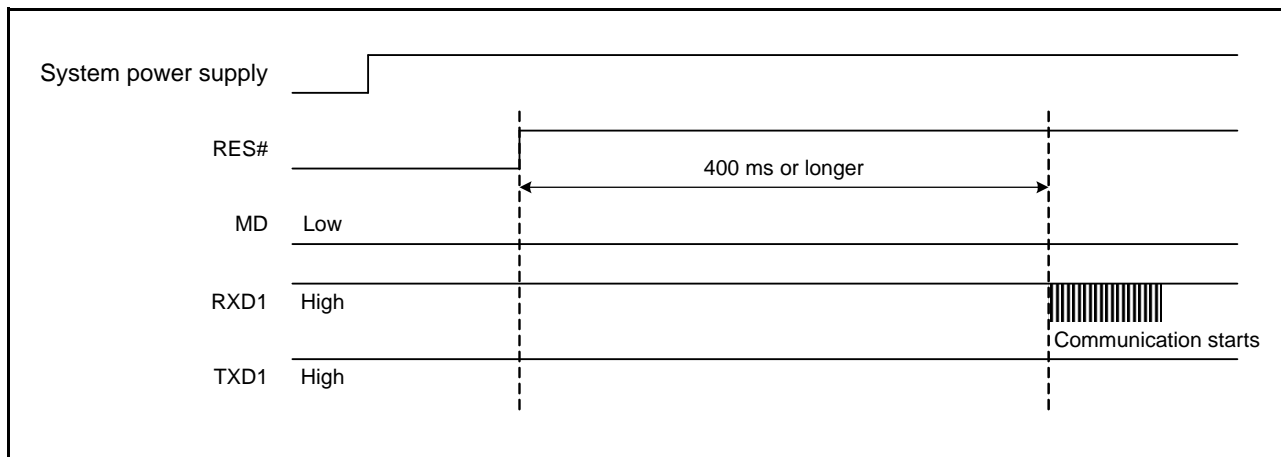 System power supply
RES#
400 ms or longer
MD Low
RXD1 High
Communication starts
TXD1 High